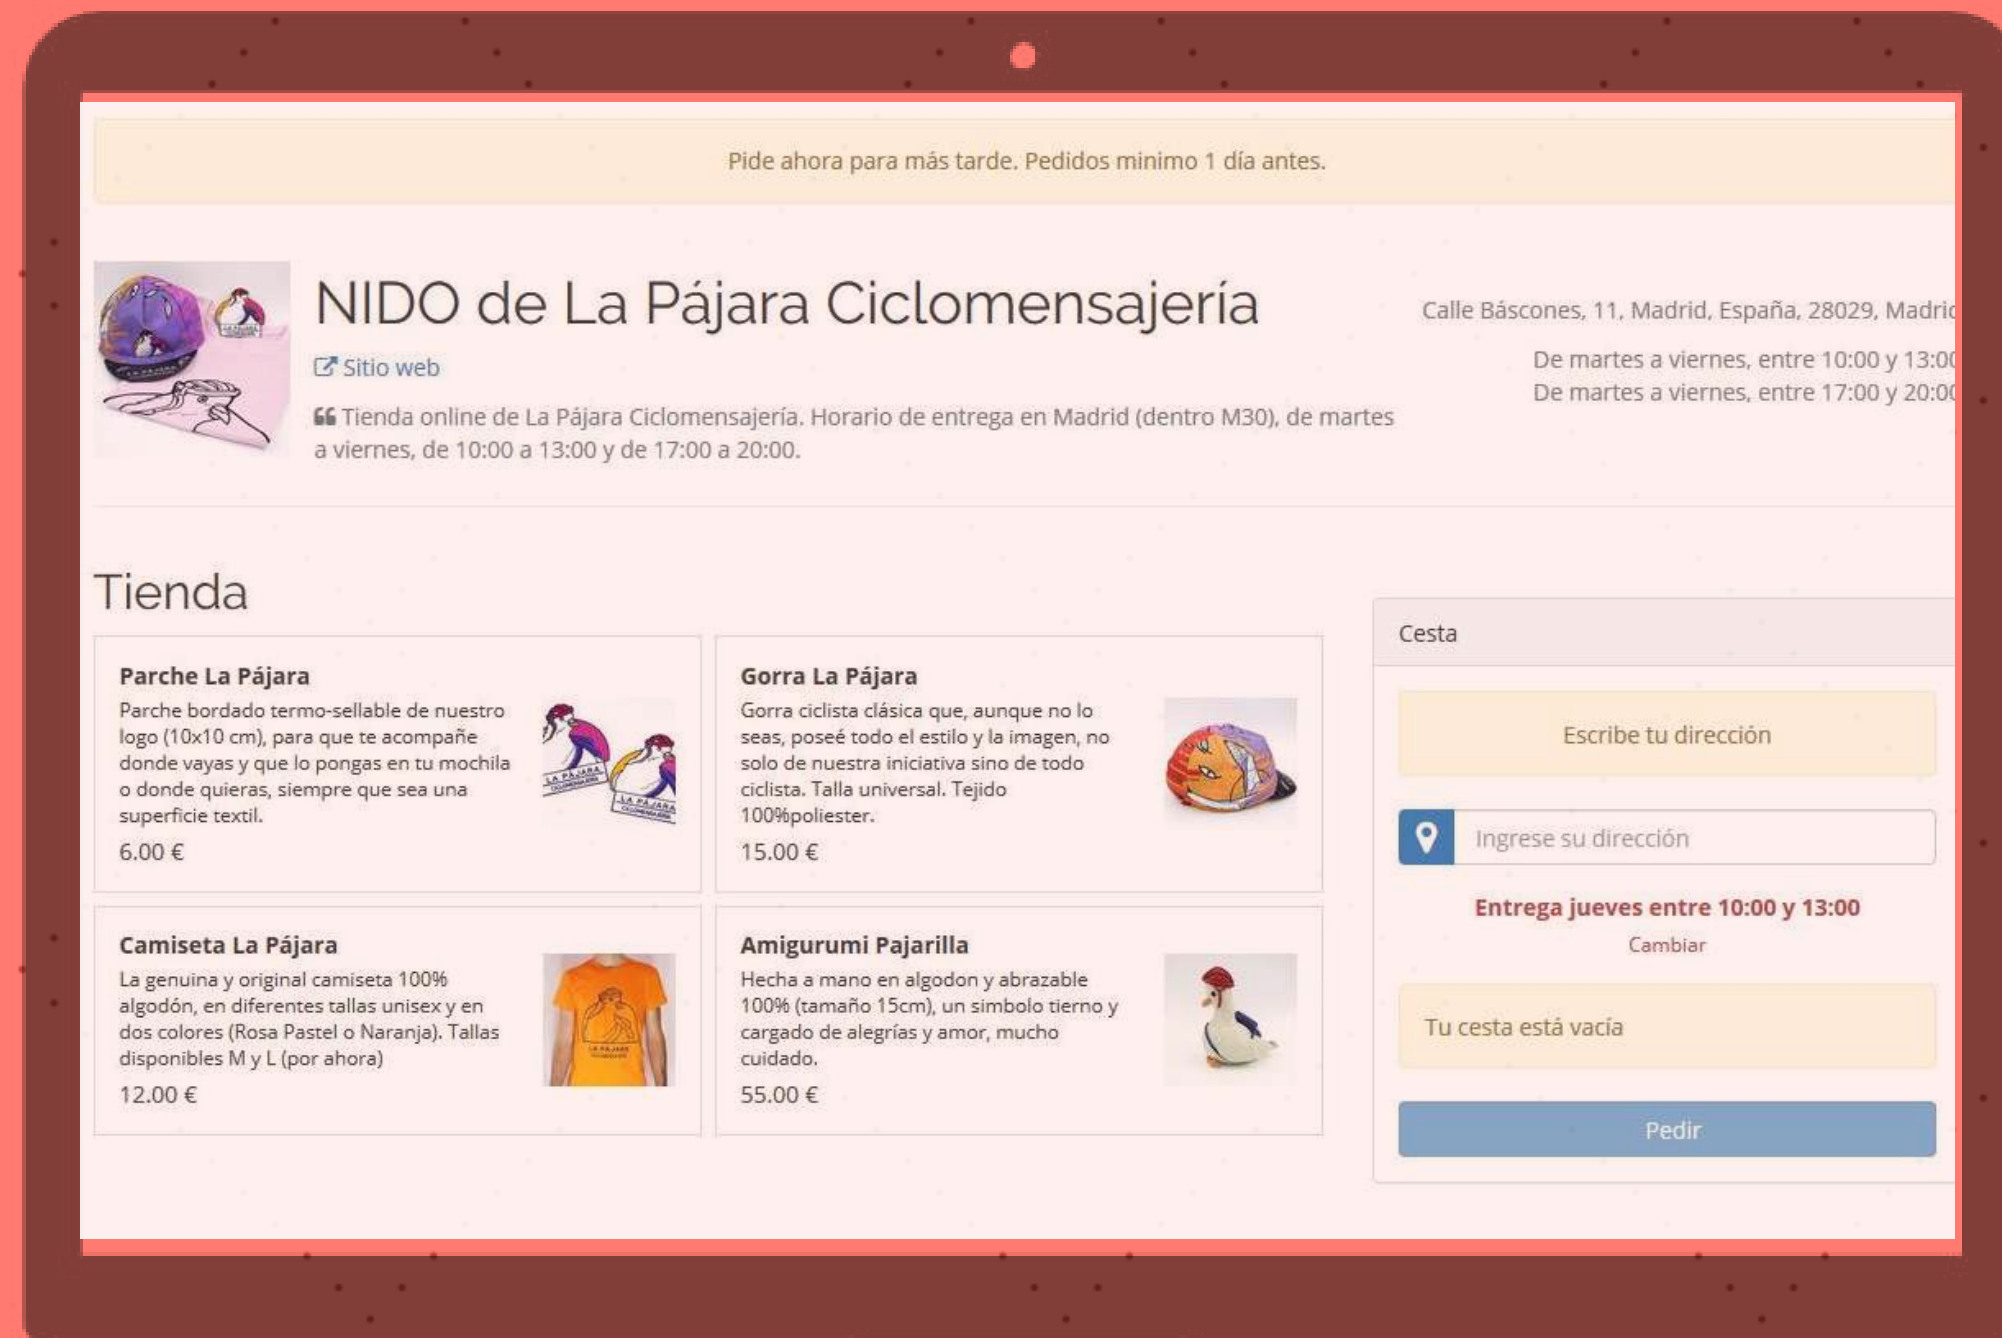 Pide ahora para más tarde. Pedidos minimo 1 día antes.
NIDO de La Pájara Ciclomensajería
Sitio web
Tienda online de La Pájara Ciclomensajería. Horario de entrega en Madrid (dentro M30), de martes
a viernes, de 10:00 a 13:00 y de 17:00 a 20:00.
Calle Báscones, 11, Madrid, España, 28029, Madrid
De martes a viernes, entre 10:00 y 13:00
De martes a viernes, entre 17:00 y 20:00
Tienda
Parche La Pájara
Parche bordado termo-sellable de nuestro
logo (10x10 cm), para que te acompañe
donde vayas y que lo pongas en tu mochila
o donde quieras, siempre que sea una
superficie textil.
6.00 €
LA PÁJARA
LA PÁJARA
Gorra La Pájara
Gorra ciclista clásica que, aunque no lo
seas, poseé todo el estilo y la imagen, no
solo de nuestra iniciativa sino de todo
ciclista. Talla universal. Tejido
100%poliester.
15.00 €
Camiseta La Pájara
La genuina y original camiseta 100%
algodón, en diferentes tallas unisex y en
dos colores (Rosa Pastel o Naranja). Tallas
disponibles M y L (por ahora)
12.00 €
LA PÁJARA
Amigurumi Pajarilla
Hecha a mano en algodon y abrazable
100% (tamaño 15cm), un simbolo tierno y
cargado de alegrías y amor, mucho
cuidado.
55.00 €
Cesta
Escribe tu dirección
Ingrese su dirección
Entrega jueves entre 10:00 y 13:00
Cambiar
Tu cesta está vacía
Pedir